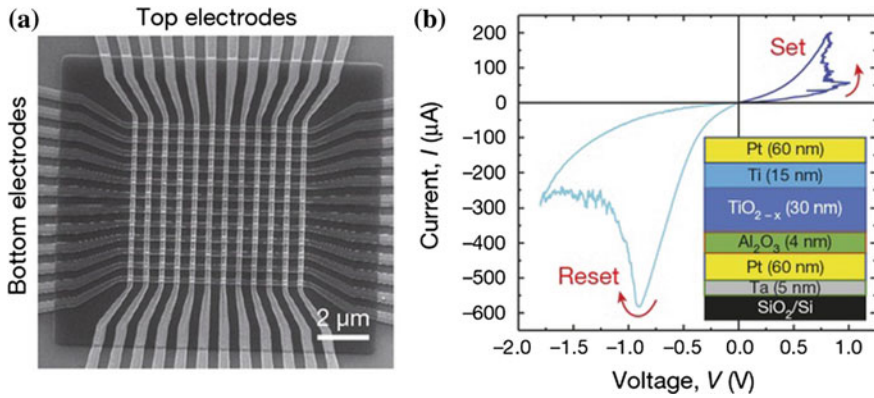 (a)
Top electrodes
Bottom electrodes
2 μm
(b)
Current, I (μA)
200
100
0
−100
−200
−300
−400
−500
−600
Set
Reset
Pt (60 nm)
Ti (15 nm)
TiO₂₋ₓ (30 nm)
Al₂O₃ (4 nm)
Pt (60 nm)
Ta (5 nm)
SiO₂/Si
−2.0 −1.5 −1.0 −0.5 0.0 0.5 1.0
Voltage, V (V)